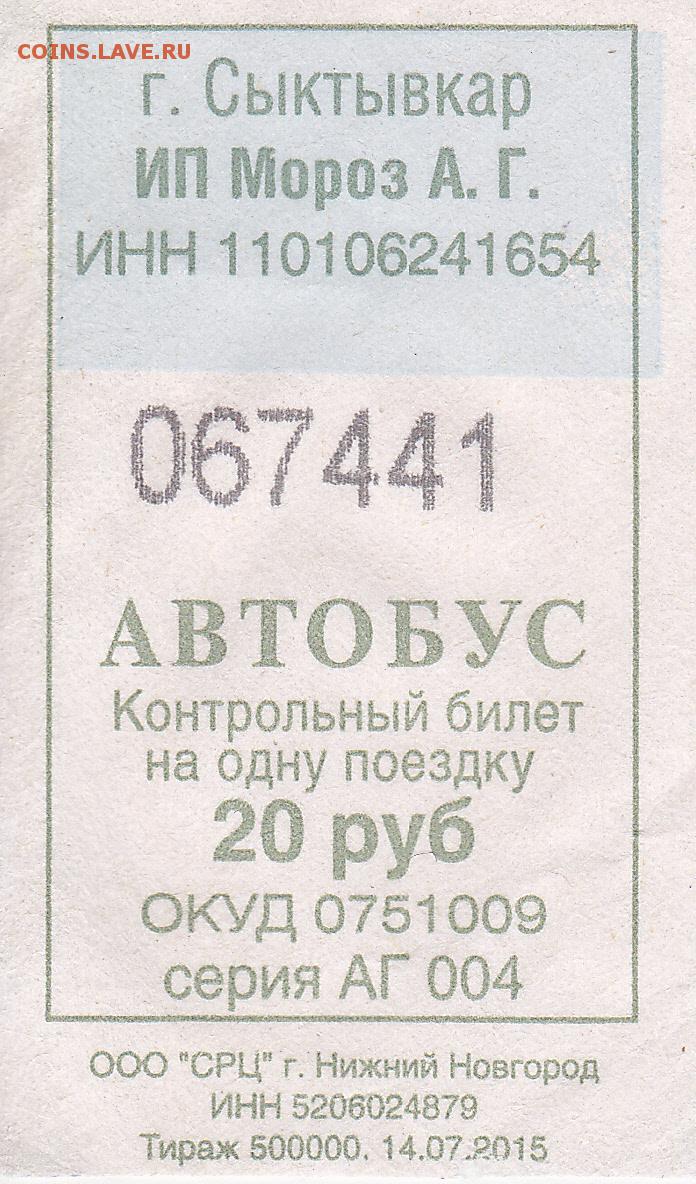 COINS.LAVE.RU
г. Сыктывкар
ИП Мороз А. Г.
ИНН 110106241654
067441
АВТОБУС
Контрольный билет
на одну поездку
20 руб
ОКУД 0751009
серия АГ 004
ООО "СРЦ" г. Нижний Новгород
ИНН 5206024879
Тираж 500000. 14.07.2015